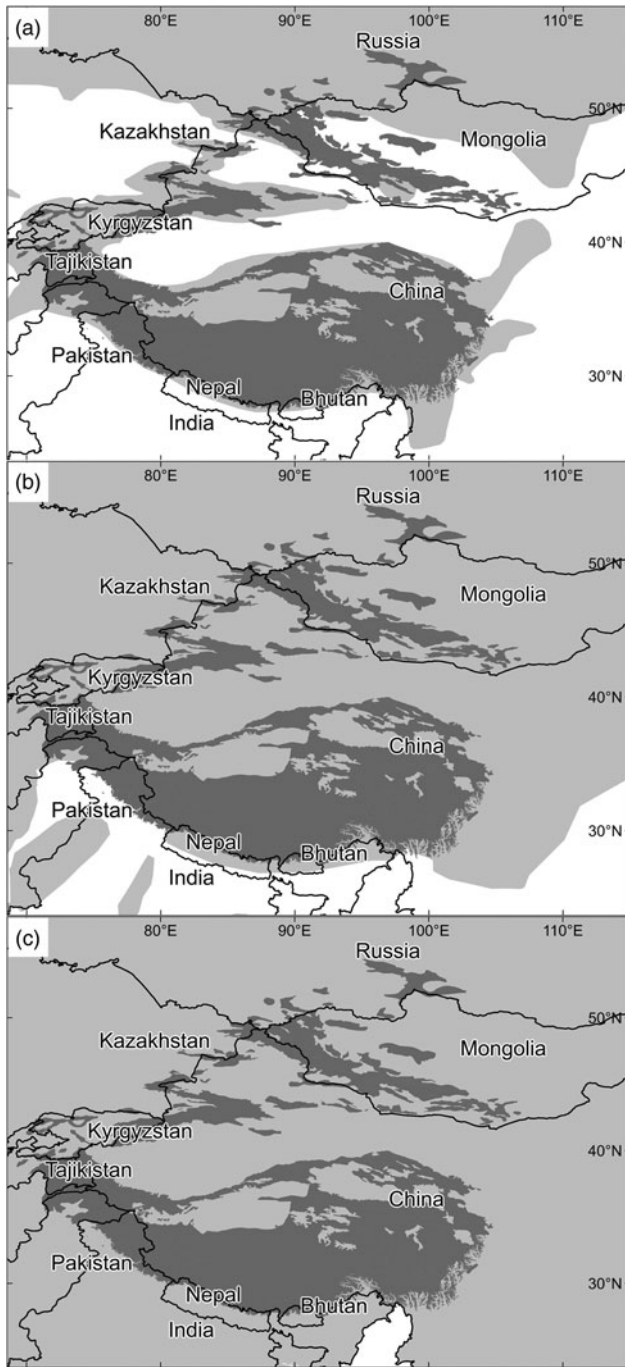 (a)
80°E 90°E 100°E 110°E
Russia
50°N
Kazakhstan
Mongolia
Kyrgyzstan
40°N
Tajikistan
China
Pakistan
30°N
Nepal
Bhutan
India
(b)
80°E 90°E 100°E 110°E
Russia
50°N
Kazakhstan
Mongolia
Kyrgyzstan
40°N
Tajikistan
China
Pakistan
30°N
Nepal
Bhutan
India
(c)
80°E 90°E 100°E 110°E
Russia
50°N
Kazakhstan
Mongolia
Kyrgyzstan
40°N
Tajikistan
China
Pakistan
30°N
Nepal
Bhutan
India